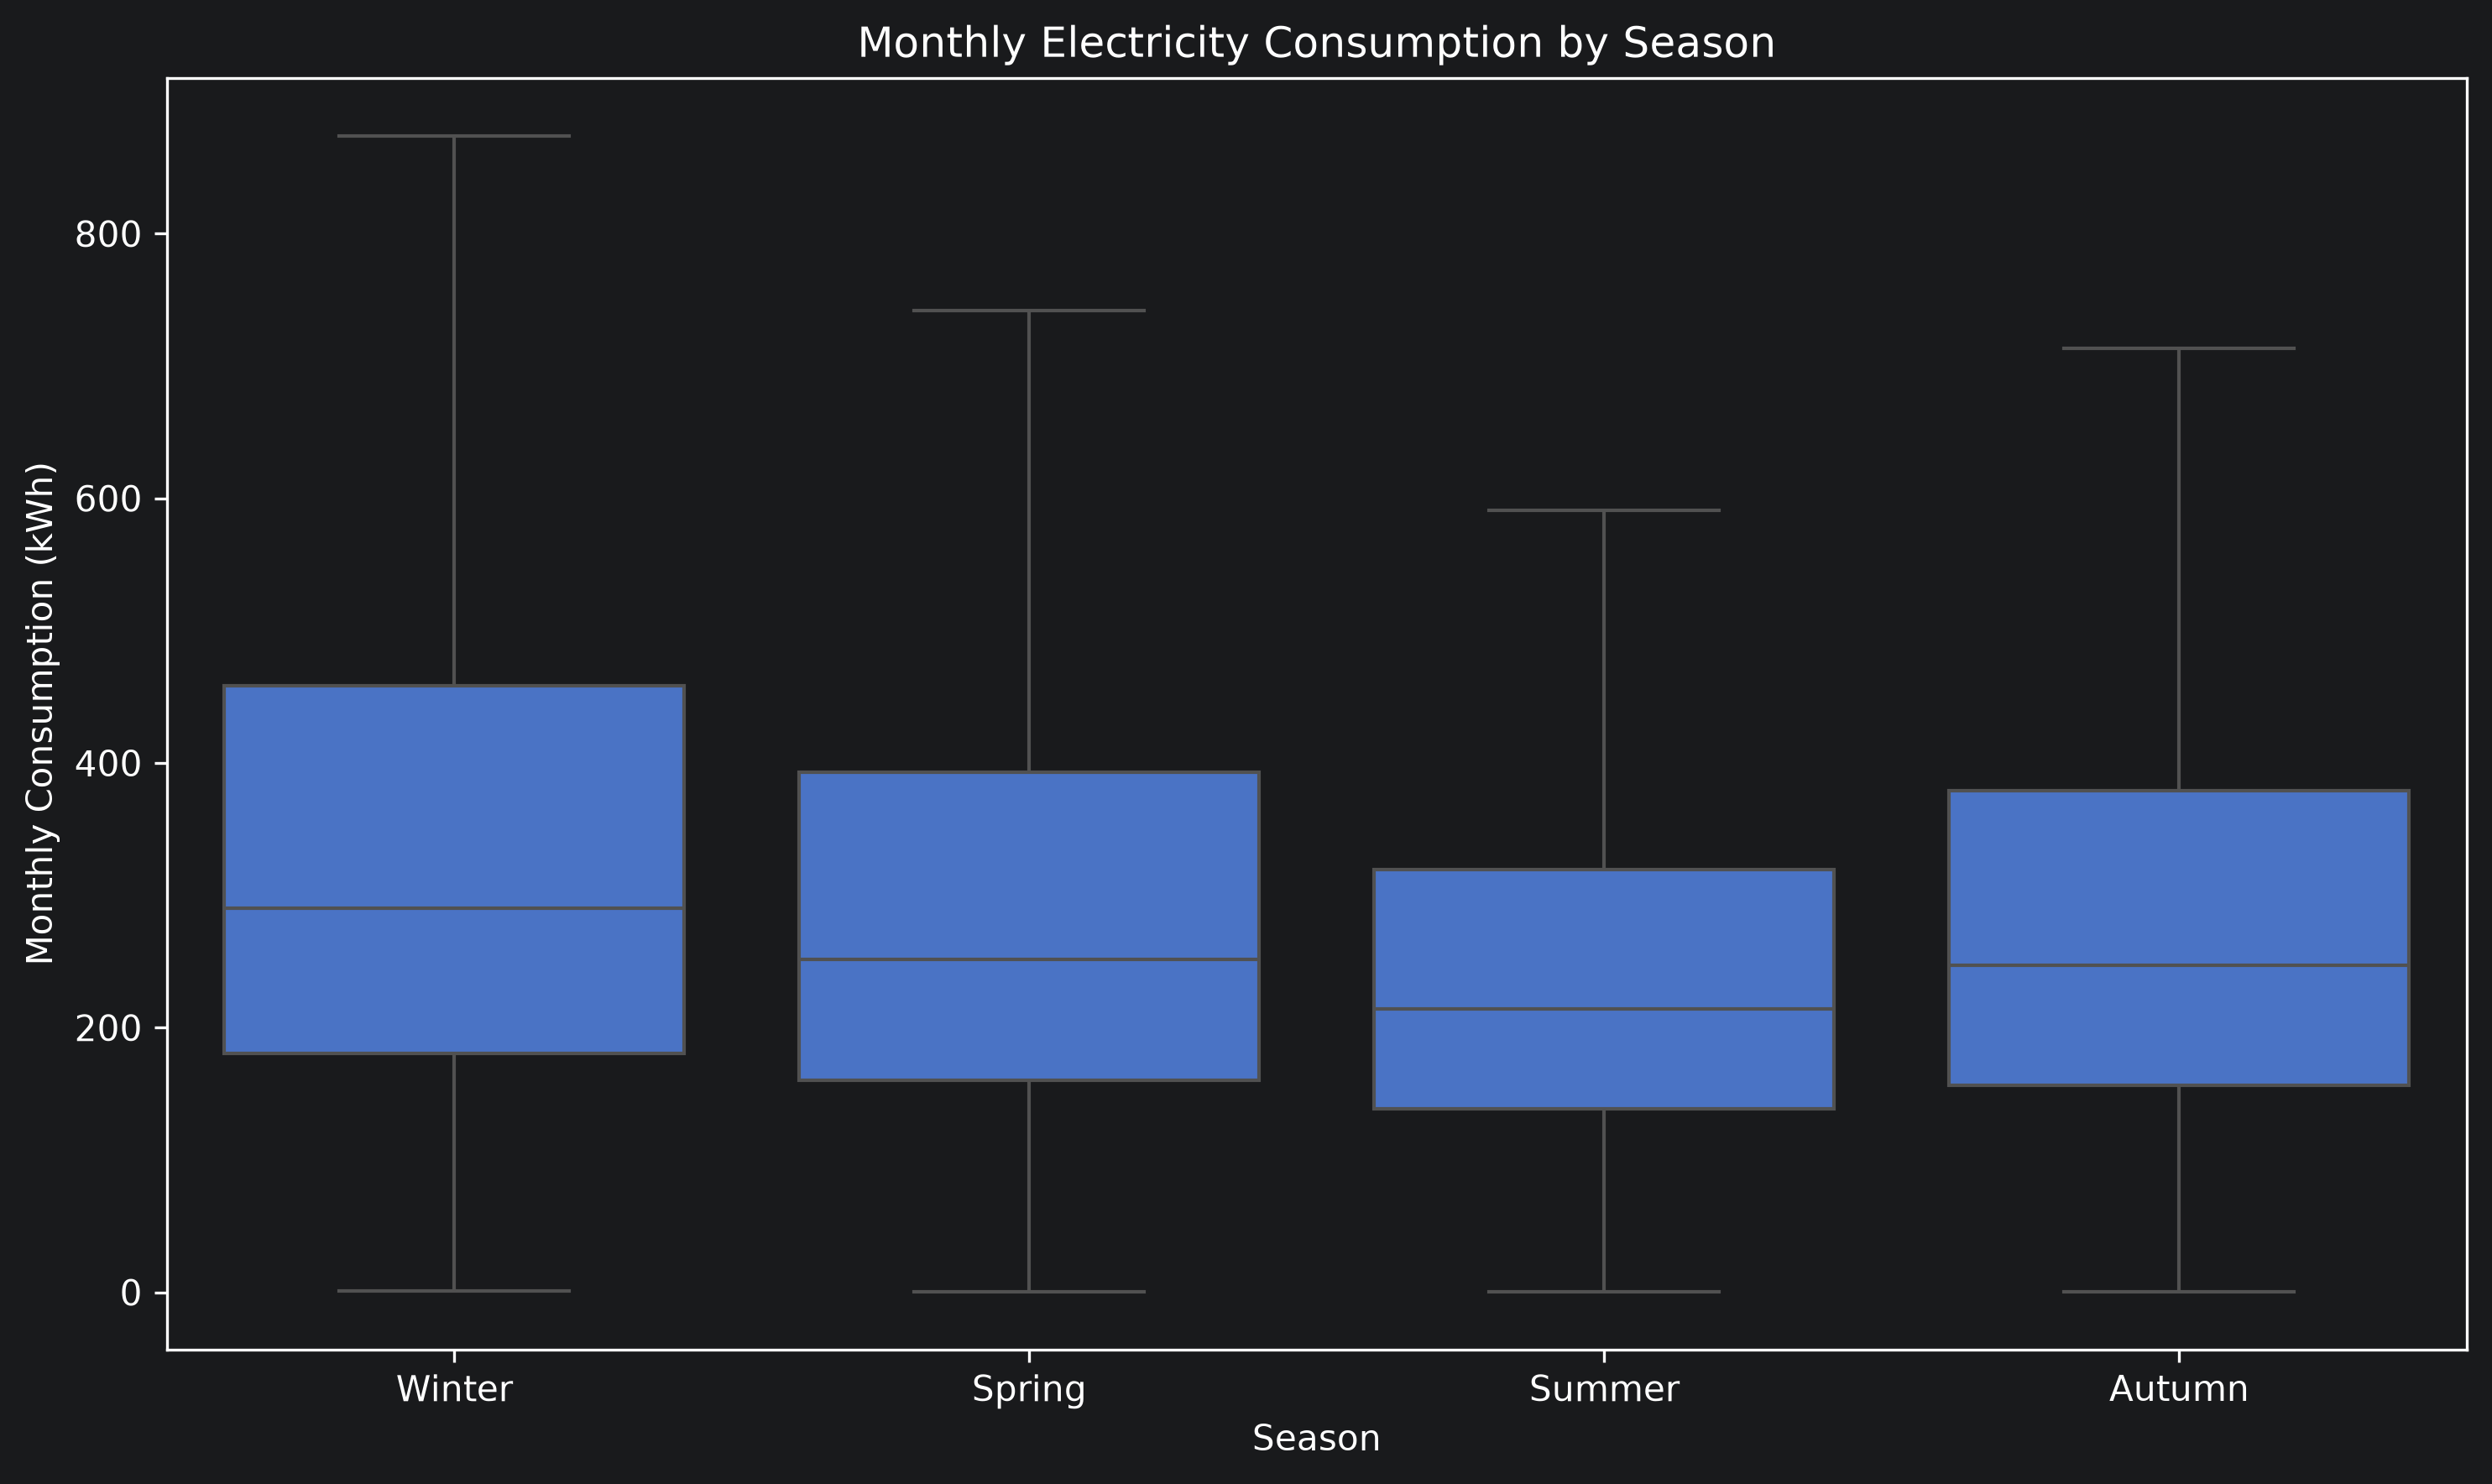 Monthly Electricity Consumption by Season
Monthly Consumption (kWh)
800
600
400
200
0
Winter
Spring
Summer
Autumn
Season